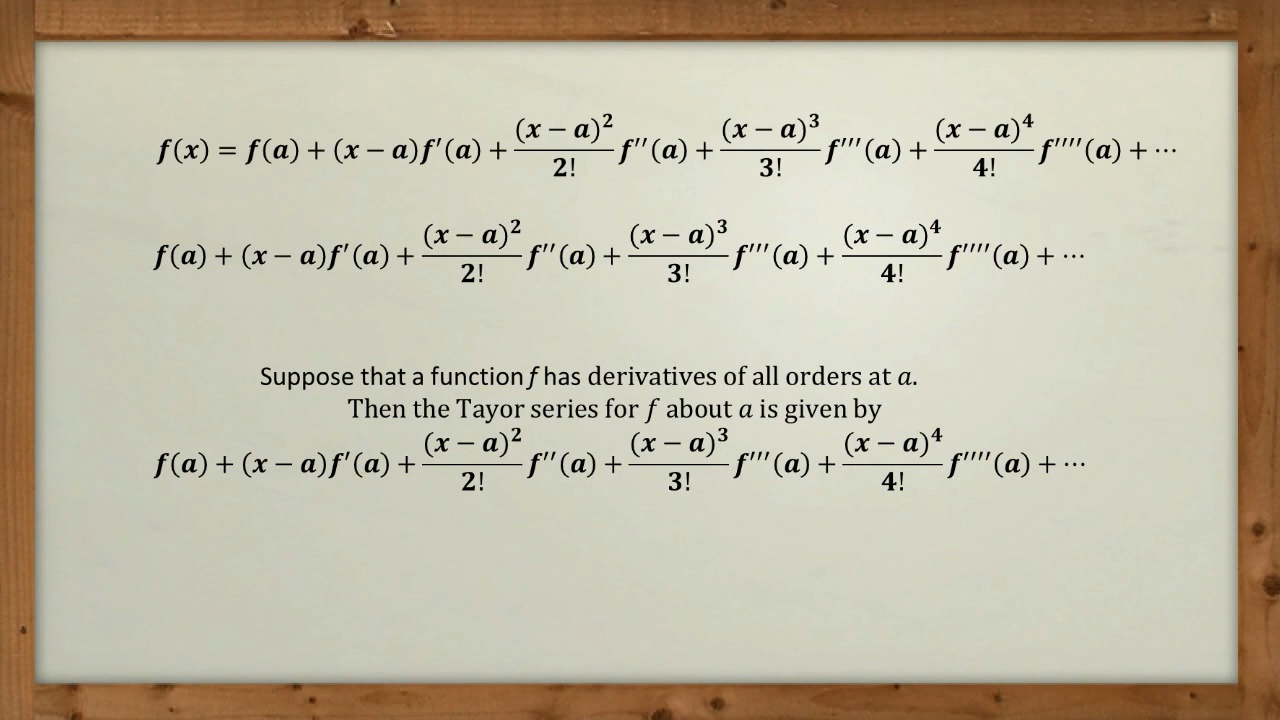 f(x) = f(a) + (x − a)f′(a) + (x − a)²/2! f′′(a) + (x − a)³/3! f′′′(a) + (x − a)⁴/4! f′′′′(a) + ⋯
f(a) + (x − a)f′(a) + (x − a)²/2! f′′(a) + (x − a)³/3! f′′′(a) + (x − a)⁴/4! f′′′′(a) + ⋯
Suppose that a function f has derivatives of all orders at a.
Then the Tayor series for f about a is given by
f(a) + (x − a)f′(a) + (x − a)²/2! f′′(a) + (x − a)³/3! f′′′(a) + (x − a)⁴/4! f′′′′(a) + ⋯